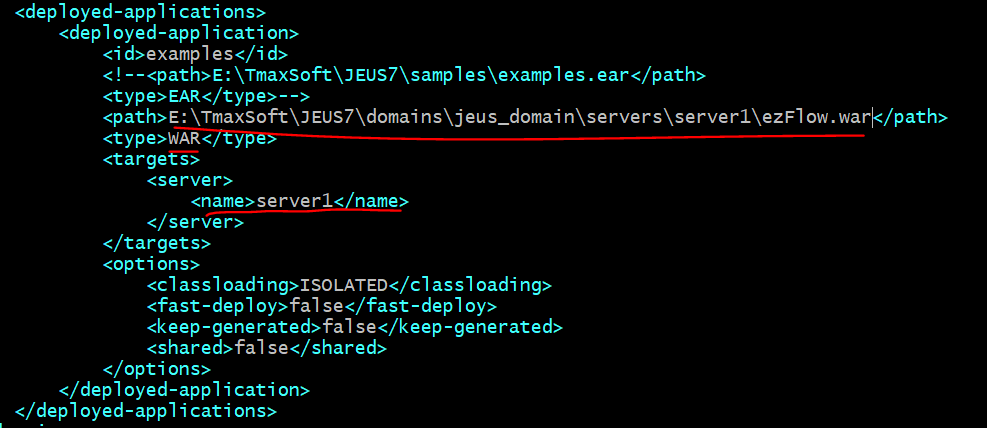 <deployed-applications>
<deployed-application>
<id>examples</id>
<!--<path>E:\TmaxSoft\JEUS7\samples\examples.ear</path>
<type>EAR</type>-->
<path>E:\TmaxSoft\JEUS7\domains\jeus_domain\servers\server1\ezFlow.war</path>
<type>WAR</type>
<targets>
<server>
<name>server1</name>
</server>
</targets>
<options>
<classloading>ISOLATED</classloading>
<fast-deploy>false</fast-deploy>
<keep-generated>false</keep-generated>
<shared>false</shared>
</options>
</deployed-application>
</deployed-applications>